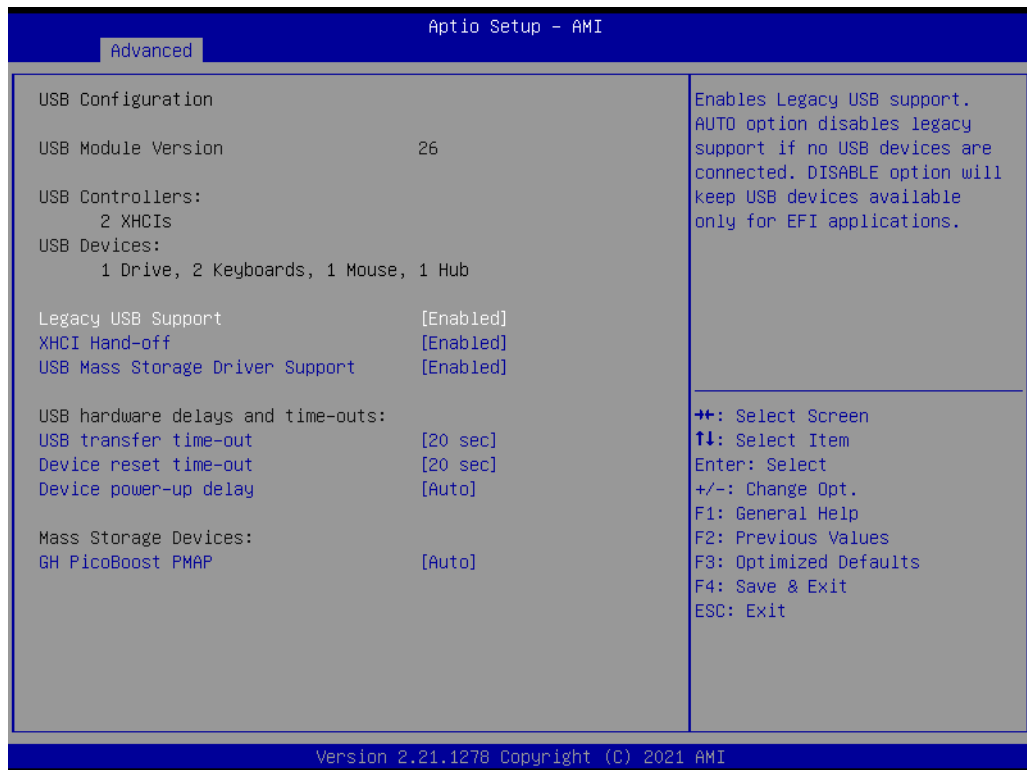 Aptio Setup – AMI
Advanced
USB Configuration
USB Module Version 26
USB Controllers:
2 XHCIs
USB Devices:
1 Drive, 2 Keyboards, 1 Mouse, 1 Hub
Legacy USB Support [Enabled]
XHCI Hand-off [Enabled]
USB Mass Storage Driver Support [Enabled]
USB hardware delays and time-outs:
USB transfer time-out [20 sec]
Device reset time-out [20 sec]
Device power-up delay [Auto]
Mass Storage Devices:
GH PicoBoost PMAP [Auto]
Enables Legacy USB support.
AUTO option disables legacy
support if no USB devices are
connected. DISABLE option will
keep USB devices available
only for EFI applications.
→←: Select Screen
↑↓: Select Item
Enter: Select
+/-: Change Opt.
F1: General Help
F2: Previous Values
F3: Optimized Defaults
F4: Save & Exit
ESC: Exit
Version 2.21.1278 Copyright (C) 2021 AMI